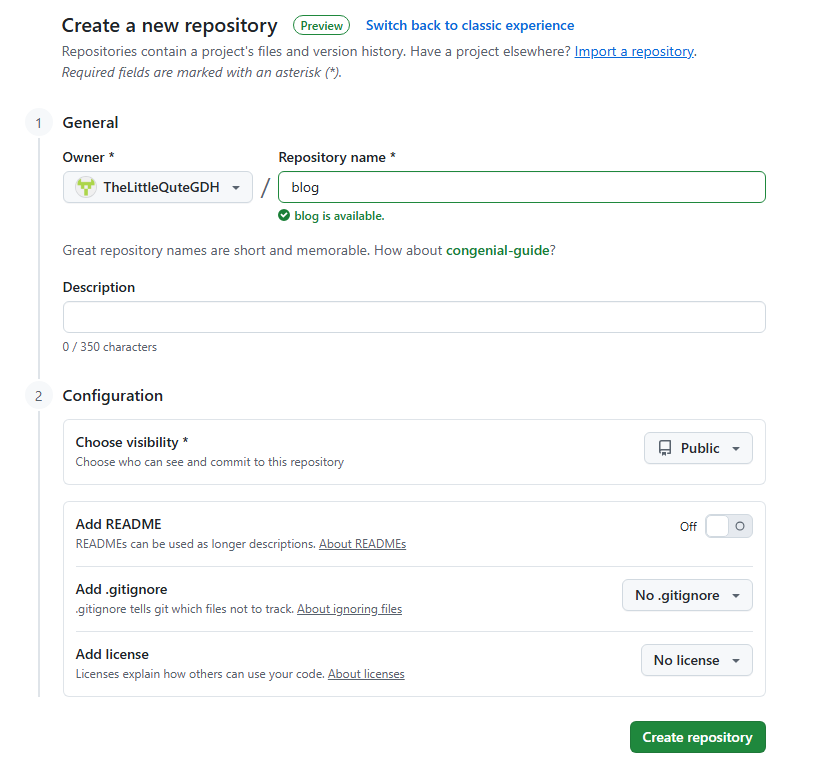 Create a new repository Preview Switch back to classic experience
Repositories contain a project's files and version history. Have a project elsewhere? Import a repository.
Required fields are marked with an asterisk (*).
1 General
Owner * Repository name *
TheLittleQuteGDH / blog
blog is available.
Great repository names are short and memorable. How about congenial-guide?
Description
0 / 350 characters
2 Configuration
Choose visibility * Public
Choose who can see and commit to this repository
Add README Off
READMEs can be used as longer descriptions. About READMEs
Add .gitignore No .gitignore
.gitignore tells git which files not to track. About ignoring files
Add license No license
Licenses explain how others can use your code. About licenses
Create repository